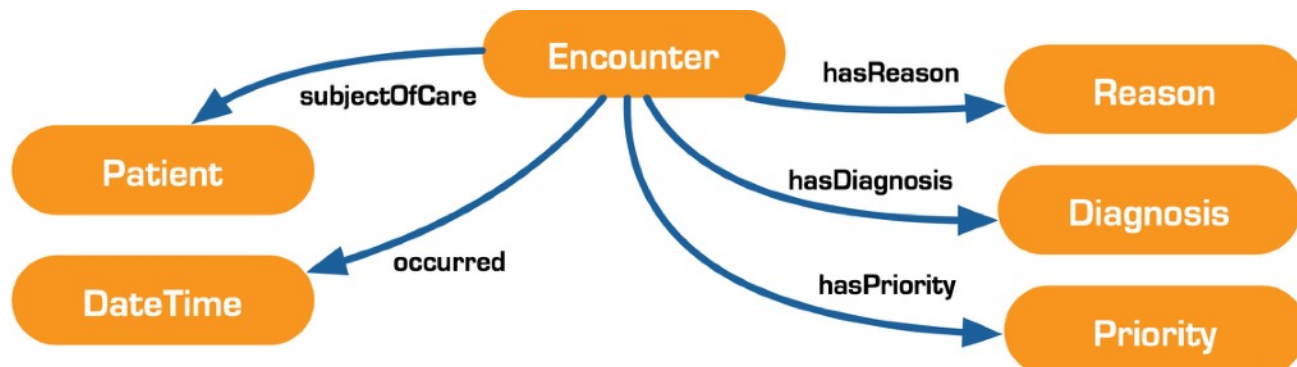 Encounter
subjectOfCare
hasReason
Reason
Patient
hasDiagnosis
Diagnosis
occurred
DateTime
hasPriority
Priority